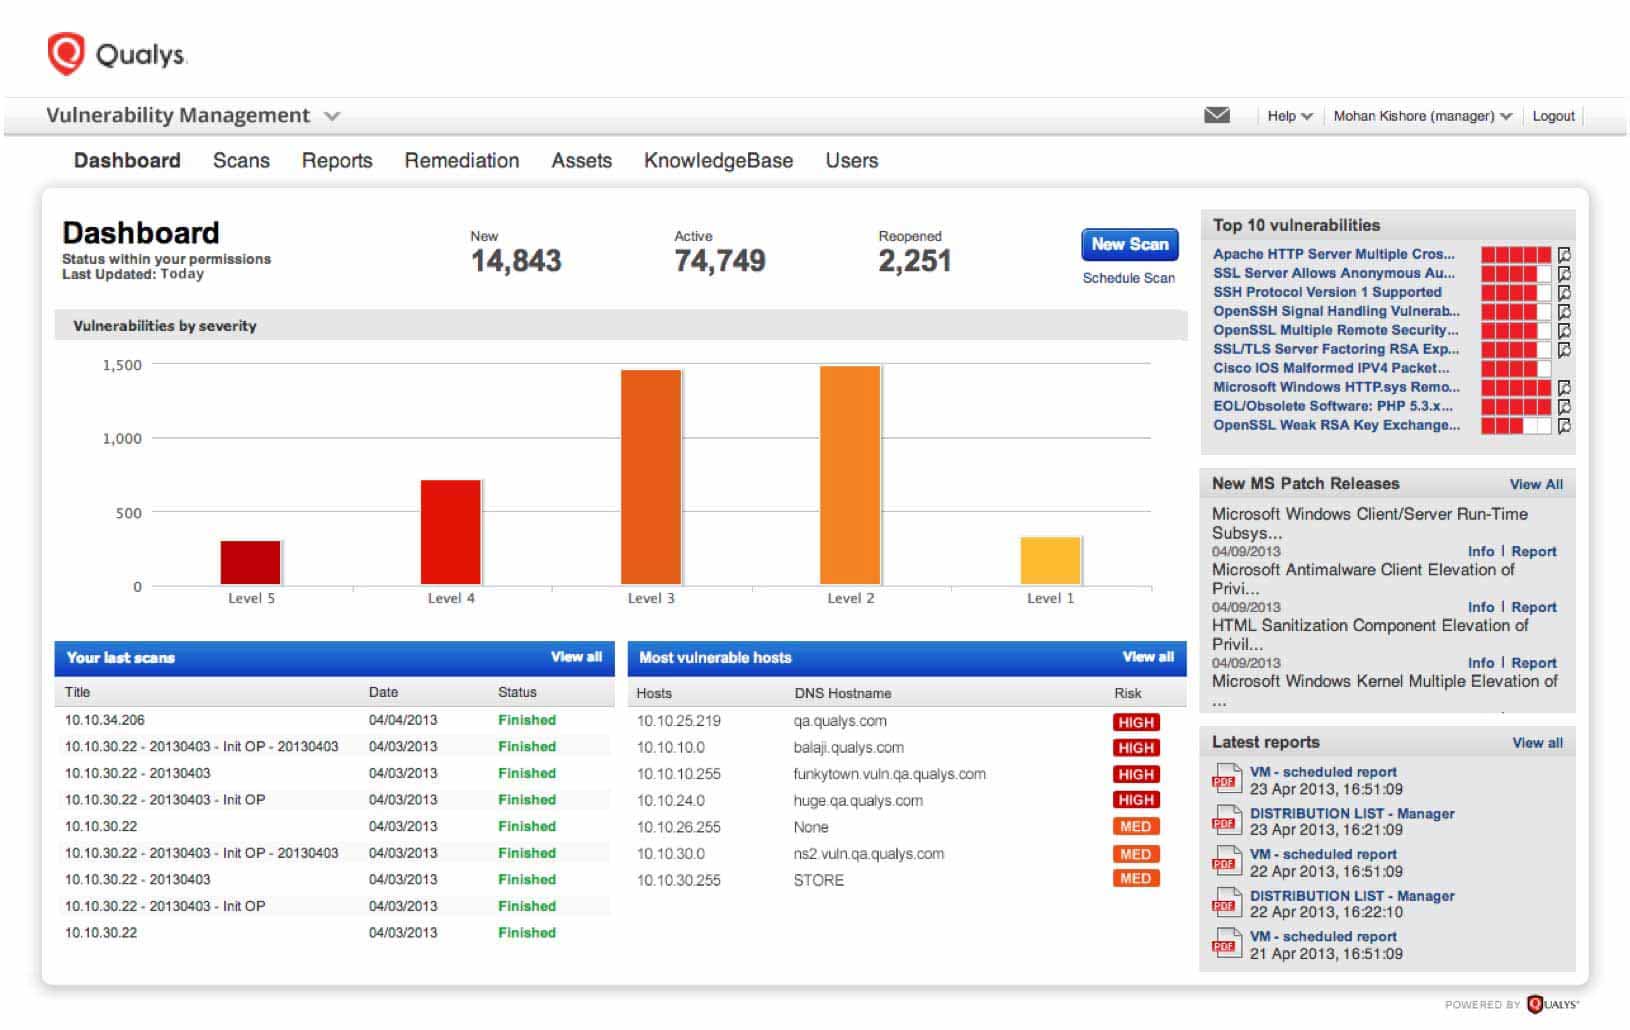 Qualys.
Vulnerability Management
Help
Mohan Kishore (manager)
Logout
Dashboard Scans Reports Remediation Assets KnowledgeBase Users
Dashboard
Status within your permissions
Last Updated: Today
New
14,843
Active
74,749
Reopened
2,251
New Scan
Schedule Scan
Vulnerabilities by severity
1,500
1,000
500
0
Level 5 Level 4 Level 3 Level 2 Level 1
Your last scans View all
Title Date Status
10.10.34.206 04/04/2013 Finished
10.10.30.22 - 20130403 - Init OP - 20130403 04/03/2013 Finished
10.10.30.22 - 20130403 04/03/2013 Finished
10.10.30.22 - 20130403 - Init OP 04/03/2013 Finished
10.10.30.22 04/03/2013 Finished
10.10.30.22 - 20130403 - Init OP - 20130403 04/03/2013 Finished
10.10.30.22 - 20130403 04/03/2013 Finished
10.10.30.22 - 20130403 - Init OP 04/03/2013 Finished
10.10.30.22 04/03/2013 Finished
Most vulnerable hosts View all
Hosts DNS Hostname Risk
10.10.25.219 qa.qualys.com HIGH
10.10.10.0 balaji.qualys.com HIGH
10.10.10.255 funkytown.vuln.qa.qualys.com HIGH
10.10.24.0 huge.qa.qualys.com HIGH
10.10.26.255 None MED
10.10.30.0 ns2.vuln.qa.qualys.com MED
10.10.30.255 STORE MED
Top 10 vulnerabilities
Apache HTTP Server Multiple Cros...
SSL Server Allows Anonymous Au...
SSH Protocol Version 1 Supported
OpenSSH Signal Handling Vulnerab...
OpenSSL Multiple Remote Security...
SSL/TLS Server Factoring RSA Exp...
Cisco IOS Malformed IPV4 Packet...
Microsoft Windows HTTP.sys Remo...
EOL/Obsolete Software: PHP 5.3.x...
OpenSSL Weak RSA Key Exchange...
New MS Patch Releases View All
Microsoft Windows Client/Server Run-Time
Subsys...
04/09/2013 Info | Report
Microsoft Antimalware Client Elevation of
Privi...
04/09/2013 Info | Report
HTML Sanitization Component Elevation of
Privil...
04/09/2013 Info | Report
Microsoft Windows Kernel Multiple Elevation of
...
Latest reports View all
PDF VM - scheduled report
23 Apr 2013, 16:51:09
PDF DISTRIBUTION LIST - Manager
23 Apr 2013, 16:21:09
PDF VM - scheduled report
22 Apr 2013, 16:51:09
PDF DISTRIBUTION LIST - Manager
22 Apr 2013, 16:22:10
PDF VM - scheduled report
21 Apr 2013, 16:51:09
POWERED BY QUALYS